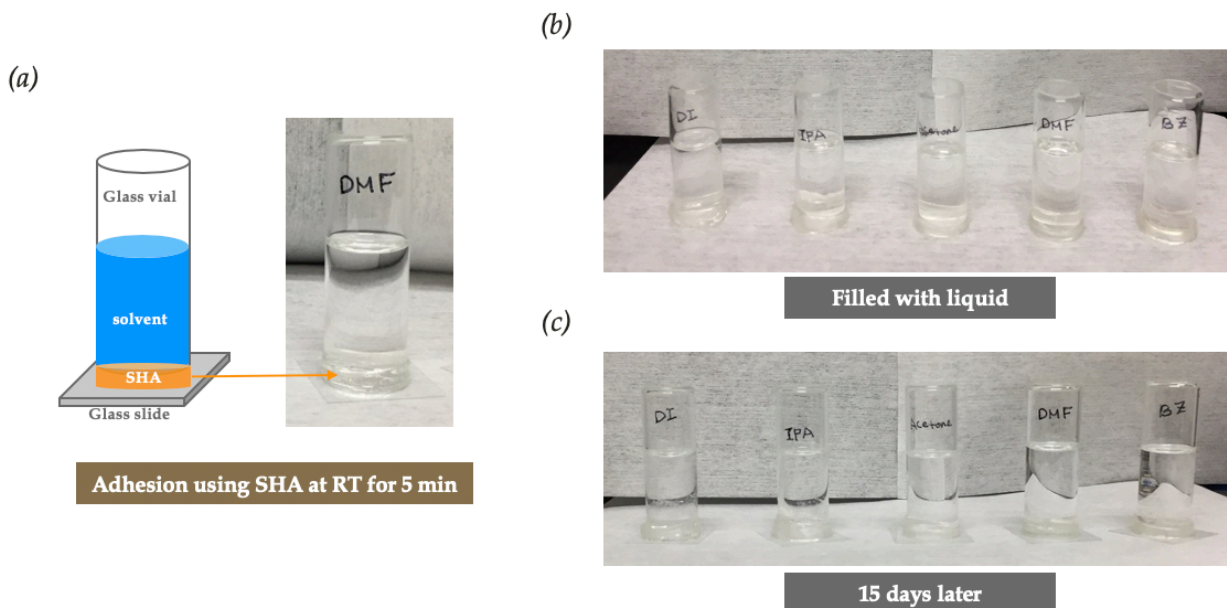 (a)
Glass vial
solvent
SHA
Glass slide
DMF
Adhesion using SHA at RT for 5 min
(b)
DI
IPA
Acetone
DMF
BZ
Filled with liquid
(c)
DI
IPA
Acetone
DMF
BZ
15 days later